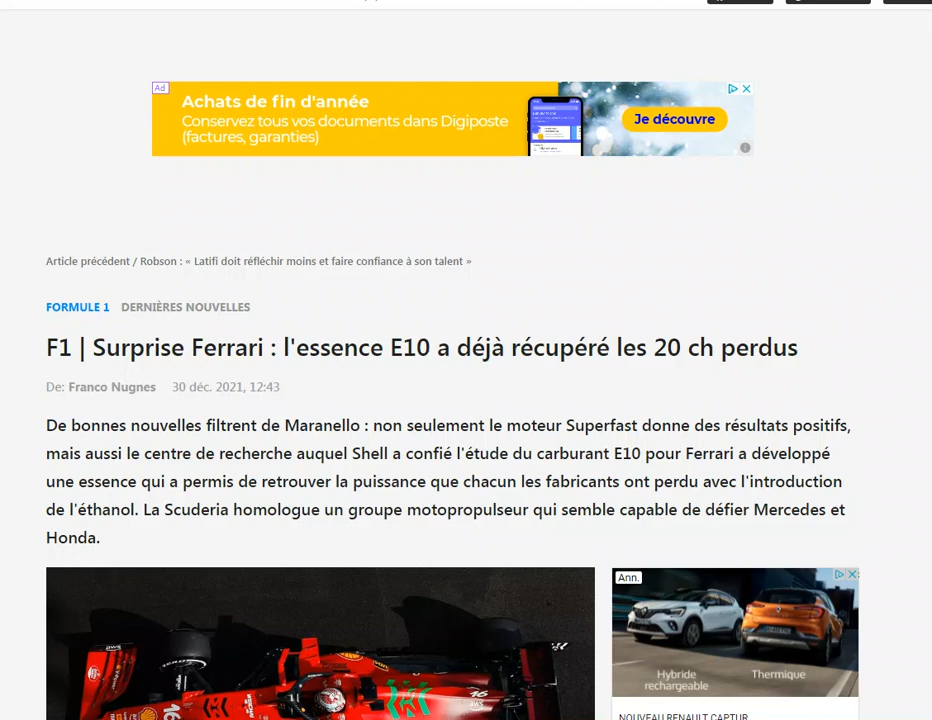 Ad
Achats de fin d'année
Conservez tous vos documents dans Digiposte
(factures, garanties)
Je découvre
Article précédent / Robson : « Latifi doit réfléchir moins et faire confiance à son talent »
FORMULE 1 DERNIÈRES NOUVELLES
F1 | Surprise Ferrari : l'essence E10 a déjà récupéré les 20 ch perdus
De: Franco Nugnes 30 déc. 2021, 12:43
De bonnes nouvelles filtrent de Maranello : non seulement le moteur Superfast donne des résultats positifs,
mais aussi le centre de recherche auquel Shell a confié l'étude du carburant E10 pour Ferrari a développé
une essence qui a permis de retrouver la puissance que chacun les fabricants ont perdu avec l'introduction
de l'éthanol. La Scuderia homologue un groupe motopropulseur qui semble capable de défier Mercedes et
Honda.
Ann.
Hybride
rechargeable
Thermique
16
16
NOUVEAU RENAULT CAPTUR